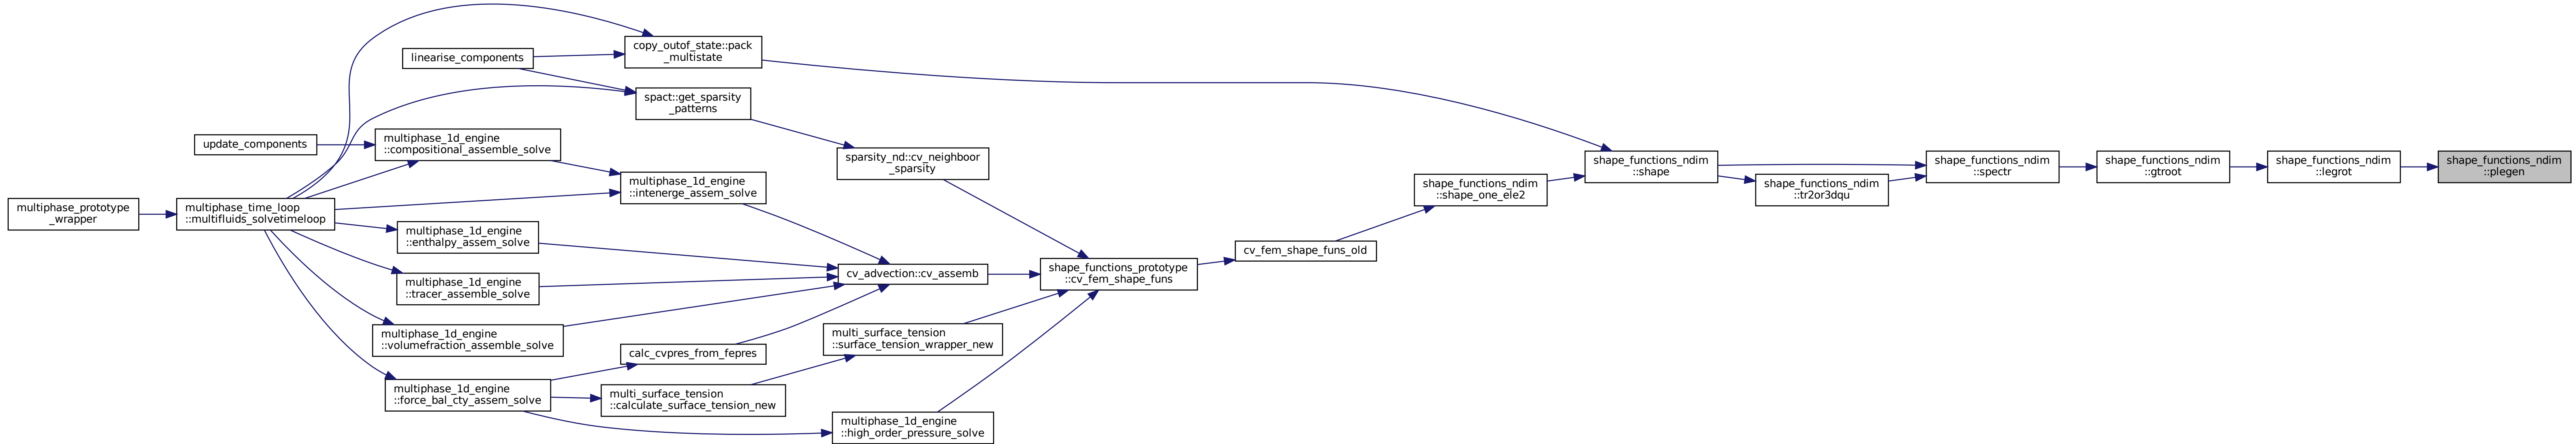 multiphase_prototype
_wrapper
multiphase_time_loop
::multifluids_solvetimeloop
update_components
linearise_components
multiphase_1d_engine
::compositional_assemble_solve
multiphase_1d_engine
::enthalpy_assem_solve
multiphase_1d_engine
::tracer_assemble_solve
multiphase_1d_engine
::volumefraction_assemble_solve
multiphase_1d_engine
::force_bal_cty_assem_solve
copy_outof_state::pack
_multistate
spact::get_sparsity
_patterns
multiphase_1d_engine
::intenerge_assem_solve
calc_cvpres_from_fepres
multi_surface_tension
::calculate_surface_tension_new
sparsity_nd::cv_neighboor
_sparsity
cv_advection::cv_assemb
multi_surface_tension
::surface_tension_wrapper_new
multiphase_1d_engine
::high_order_pressure_solve
shape_functions_prototype
::cv_fem_shape_funs
cv_fem_shape_funs_old
shape_functions_ndim
::shape_one_ele2
shape_functions_ndim
::shape
shape_functions_ndim
::tr2or3dqu
shape_functions_ndim
::spectr
shape_functions_ndim
::gtroot
shape_functions_ndim
::legrot
shape_functions_ndim
::plegen